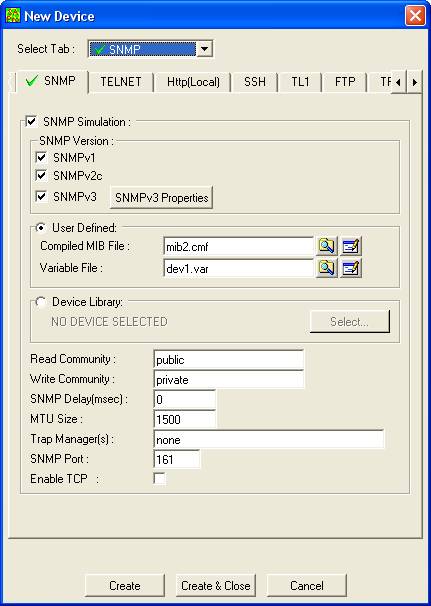 New Device
Select Tab : SNMP
SNMP TELNET Http(Local) SSH TL1 FTP
SNMP Simulation :
SNMP Version :
SNMPv1
SNMPv2c
SNMPv3 SNMPv3 Properties
User Defined:
Compiled MIB File : mib2.cmf
Variable File : dev1.var
Device Library:
NO DEVICE SELECTED Select...
Read Community : public
Write Community : private
SNMP Delay(msec) : 0
MTU Size : 1500
Trap Manager(s) : none
SNMP Port : 161
Enable TCP :
Create Create & Close Cancel